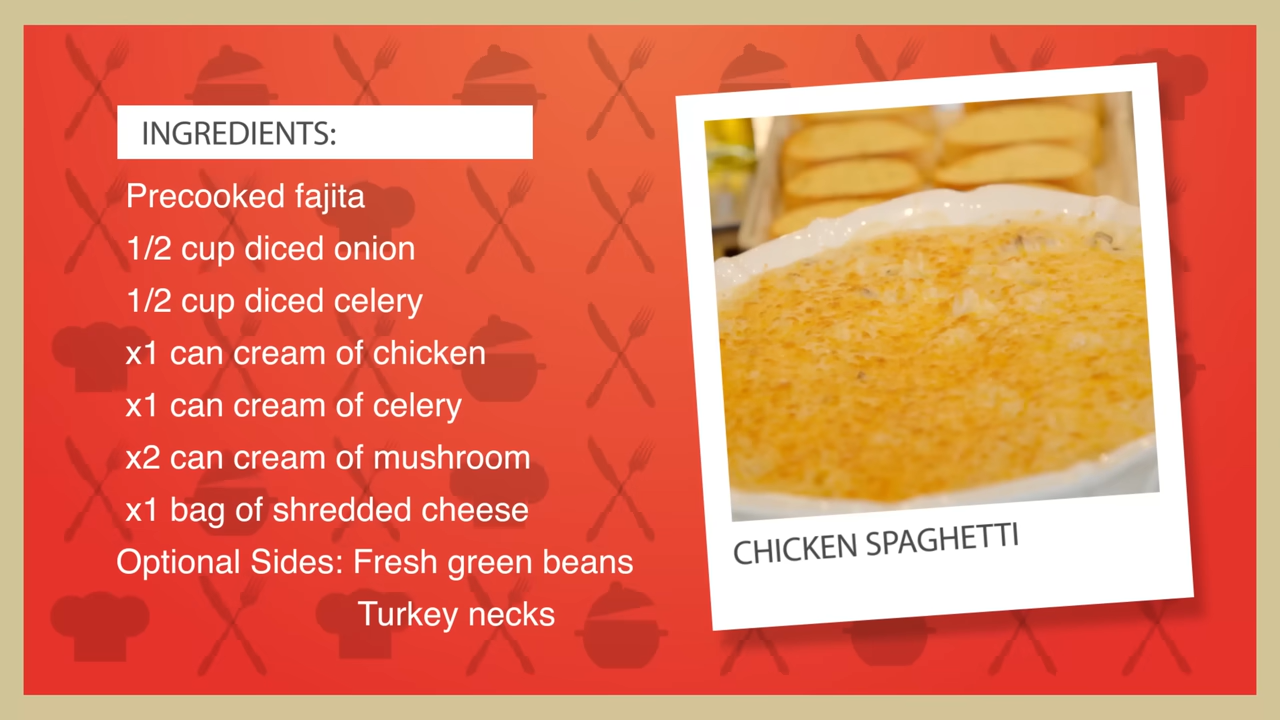 INGREDIENTS:
Precooked fajita
1/2 cup diced onion
1/2 cup diced celery
x1 can cream of chicken
x1 can cream of celery
x2 can cream of mushroom
x1 bag of shredded cheese
Optional Sides: Fresh green beans
Turkey necks
CHICKEN SPAGHETTI